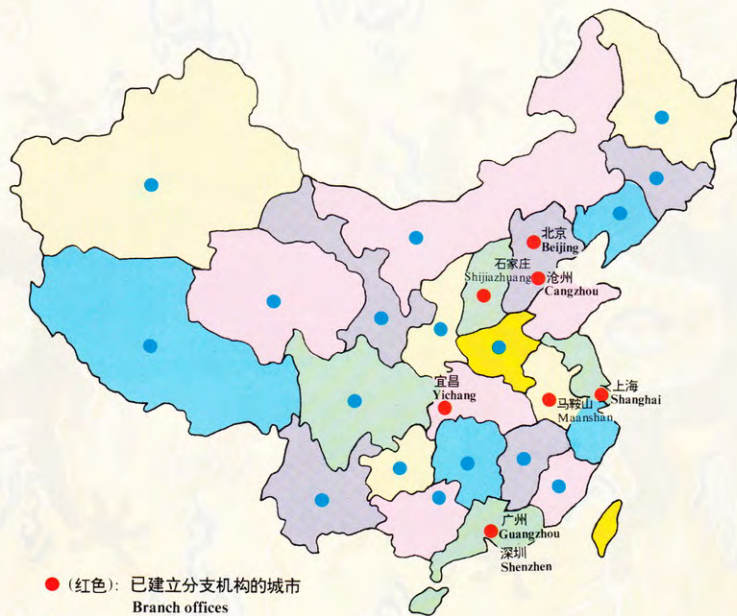 北京
Beijing
石家庄
Shijiazhuang
沧州
Cangzhou
宜昌
Yichang
上海
Shanghai
马鞍山
Maanshan
广州
Guangzhou
深圳
Shenzhen
(红色): 已建立分支机构的城市
Branch offices